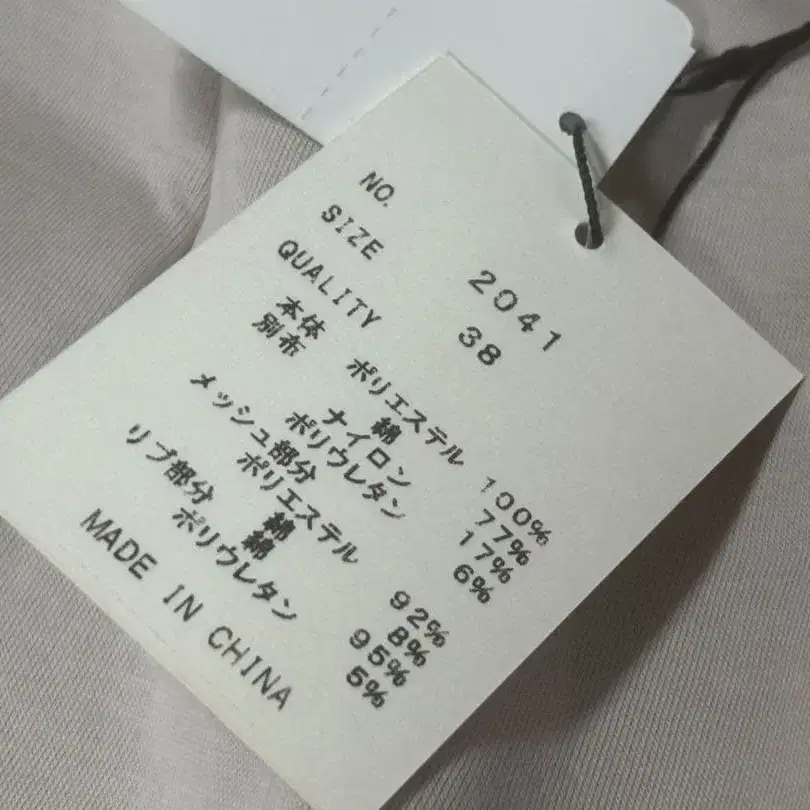 NO. 2041
SIZE 38
QUALITY
本体 ポリエステル 100%
別布 綿 77%
ナイロン 17%
ポリウレタン 6%
メッシュ部分
ポリエステル 92%
綿 8%
リブ部分 綿 95%
ポリウレタン 5%
MADE IN CHINA